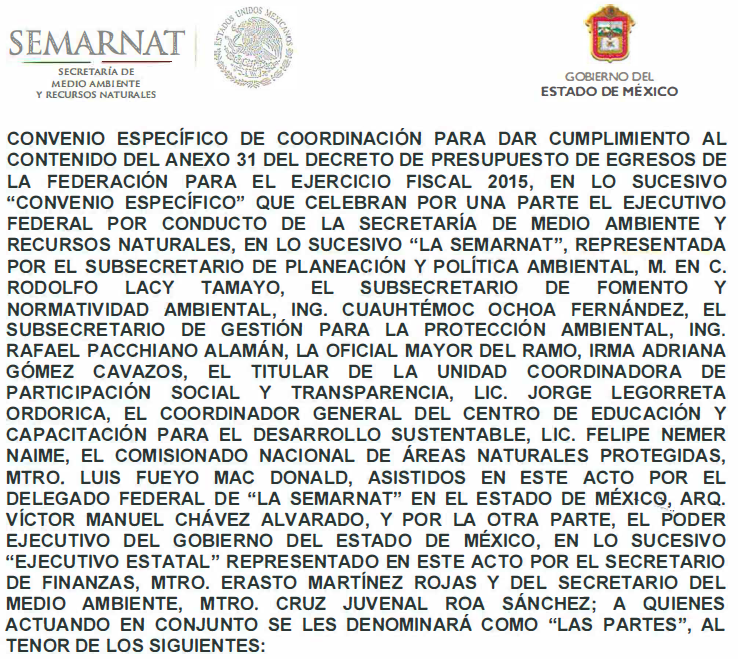 SEMARNAT
SECRETARÍA DE
MEDIO AMBIENTE
Y RECURSOS NATURALES
ESTADOS UNIDOS MEXICANOS
GOBIERNO DEL
ESTADO DE MÉXICO
CONVENIO ESPECÍFICO DE COORDINACIÓN PARA DAR CUMPLIMIENTO AL
CONTENIDO DEL ANEXO 31 DEL DECRETO DE PRESUPUESTO DE EGRESOS DE
LA FEDERACIÓN PARA EL EJERCICIO FISCAL 2015, EN LO SUCESIVO
“CONVENIO ESPECÍFICO” QUE CELEBRAN POR UNA PARTE EL EJECUTIVO
FEDERAL POR CONDUCTO DE LA SECRETARÍA DE MEDIO AMBIENTE Y
RECURSOS NATURALES, EN LO SUCESIVO “LA SEMARNAT”, REPRESENTADA
POR EL SUBSECRETARIO DE PLANEACIÓN Y POLÍTICA AMBIENTAL, M. EN C.
RODOLFO LACY TAMAYO, EL SUBSECRETARIO DE FOMENTO Y
NORMATIVIDAD AMBIENTAL, ING. CUAUHTÉMOC OCHOA FERNÁNDEZ, EL
SUBSECRETARIO DE GESTIÓN PARA LA PROTECCIÓN AMBIENTAL, ING.
RAFAEL PACCHIANO ALAMÁN, LA OFICIAL MAYOR DEL RAMO, IRMA ADRIANA
GÓMEZ CAVAZOS, EL TITULAR DE LA UNIDAD COORDINADORA DE
PARTICIPACIÓN SOCIAL Y TRANSPARENCIA, LIC. JORGE LEGORRETA
ORDORICA, EL COORDINADOR GENERAL DEL CENTRO DE EDUCACIÓN Y
CAPACITACIÓN PARA EL DESARROLLO SUSTENTABLE, LIC. FELIPE NEMER
NAIME, EL COMISIONADO NACIONAL DE ÁREAS NATURALES PROTEGIDAS,
MTRO. LUIS FUEYO MAC DONALD, ASISTIDOS EN ESTE ACTO POR EL
DELEGADO FEDERAL DE “LA SEMARNAT” EN EL ESTADO DE MÉXICO, ARQ.
VÍCTOR MANUEL CHÁVEZ ALVARADO, Y POR LA OTRA PARTE, EL PODER
EJECUTIVO DEL GOBIERNO DEL ESTADO DE MÉXICO, EN LO SUCESIVO
“EJECUTIVO ESTATAL” REPRESENTADO EN ESTE ACTO POR EL SECRETARIO
DE FINANZAS, MTRO. ERASTO MARTÍNEZ ROJAS Y DEL SECRETARIO DEL
MEDIO AMBIENTE, MTRO. CRUZ JUVENAL ROA SÁNCHEZ; A QUIENES
ACTUANDO EN CONJUNTO SE LES DENOMINARÁ COMO “LAS PARTES”, AL
TENOR DE LOS SIGUIENTES: